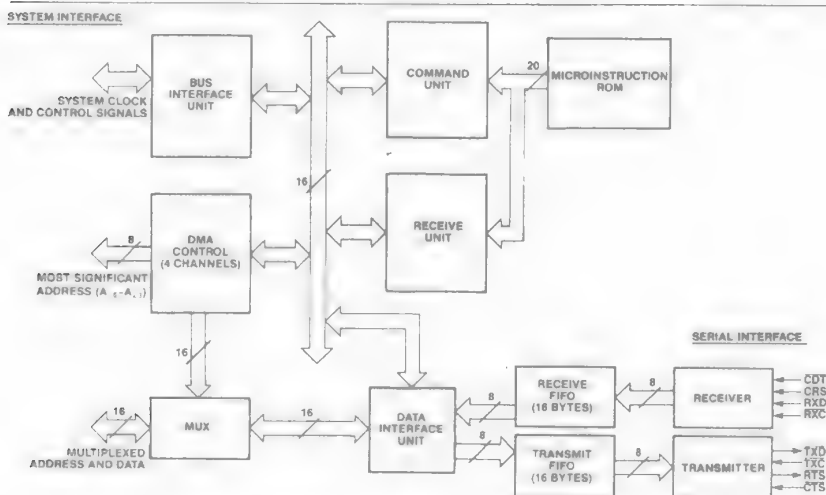 SYSTEM INTERFACE
BUS
INTERFACE
UNIT
SYSTEM CLOCK
AND CONTROL SIGNALS
COMMAND
UNIT
20
MICROINSTRUCTION
ROM
16
8
DMA
CONTROL
(4 CHANNELS)
MOST SIGNIFICANT
ADDRESS
RECEIVE
UNIT
16
SERIAL INTERFACE
16
MUX
MULTIPLEXED
ADDRESS AND DATA
16
DATA
INTERFACE
UNIT
8
RECEIVE
FIFO
(16 BYTES)
8
RECEIVER
CDT
CRS
RXD
RXC
8
TRANSMIT
FIFO
(16 BYTES)
8
TRANSMITTER
TXD
TXC
RTS
CTS